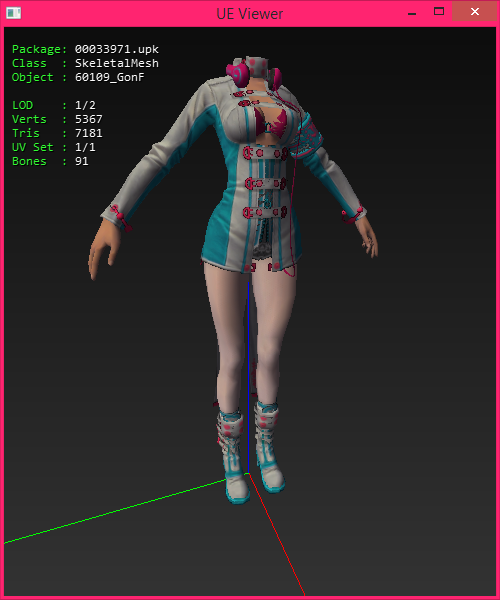 UE Viewer
Package: 00033971.upk
Class  : SkeletalMesh
Object : 60109_GonF
LOD    : 1/2
Verts  : 5367
Tris   : 7181
UV Set : 1/1
Bones  : 91